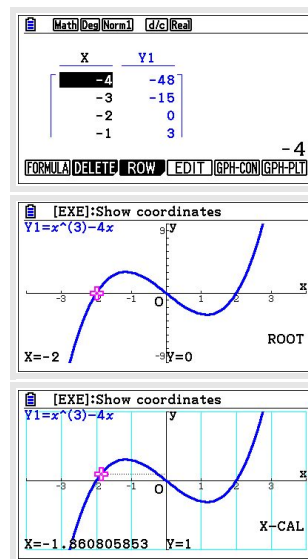 Math Deg Norm1 d/c Real
X Y1
-4 -48
-3 -15
-2 0
-1 3
-4
FORMULA DELETE ROW EDIT GPH-CON GPH-PLT
[EXE]:Show coordinates
Y1=x^(3)-4x
9 y
-3 -1 O 1 2 3 x
ROOT
X=-2 -9 Y=0
[EXE]:Show coordinates
Y1=x^(3)-4x
y
-3 -2 -1 O 1 2 3 x
X-CAL
X=-1.860805853 Y=1